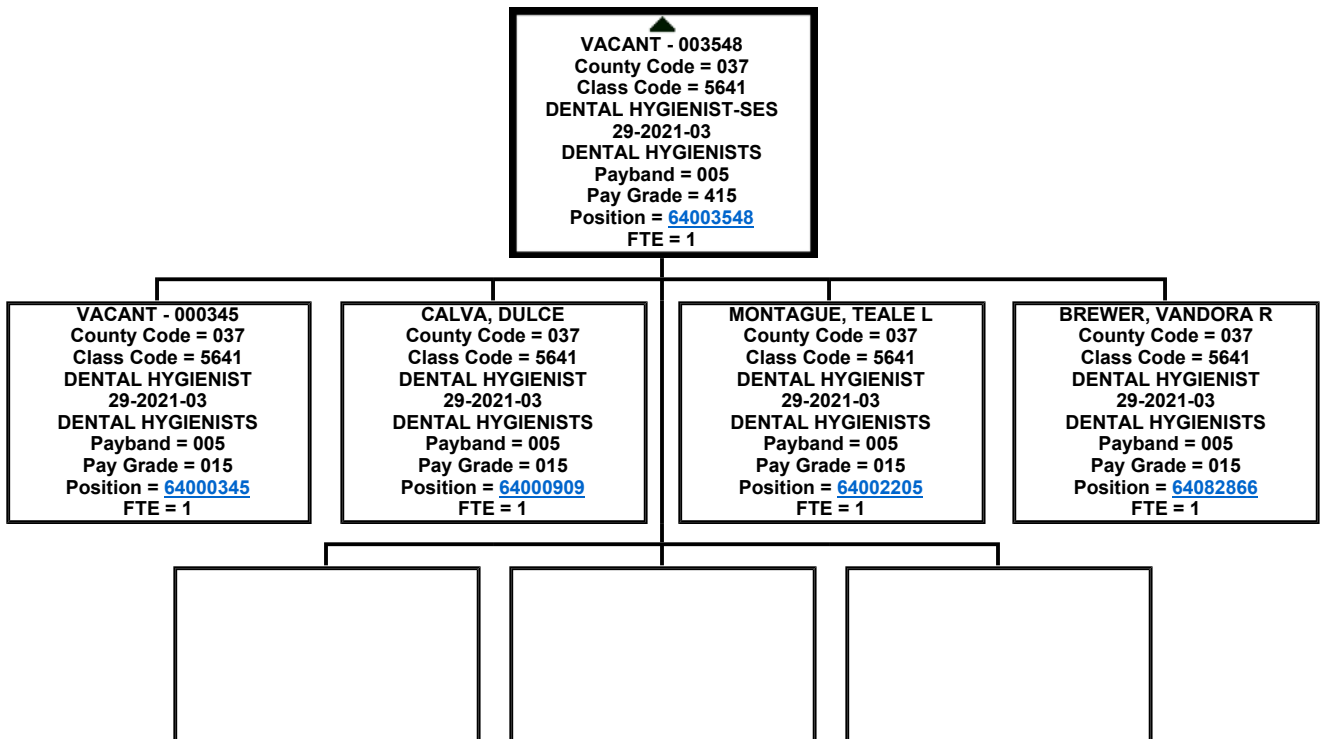 VACANT - 003548
County Code = 037
Class Code = 5641
DENTAL HYGIENIST-SES
29-2021-03
DENTAL HYGIENISTS
Payband = 005
Pay Grade = 415
Position = 64003548
FTE = 1
VACANT - 000345
County Code = 037
Class Code = 5641
DENTAL HYGIENIST
29-2021-03
DENTAL HYGIENISTS
Payband = 005
Pay Grade = 015
Position = 64000345
FTE = 1
CALVA, DULCE
County Code = 037
Class Code = 5641
DENTAL HYGIENIST
29-2021-03
DENTAL HYGIENISTS
Payband = 005
Pay Grade = 015
Position = 64000909
FTE = 1
MONTAGUE, TEALE L
County Code = 037
Class Code = 5641
DENTAL HYGIENIST
29-2021-03
DENTAL HYGIENISTS
Payband = 005
Pay Grade = 015
Position = 64002205
FTE = 1
BREWER, VANDORA R
County Code = 037
Class Code = 5641
DENTAL HYGIENIST
29-2021-03
DENTAL HYGIENISTS
Payband = 005
Pay Grade = 015
Position = 64082866
FTE = 1